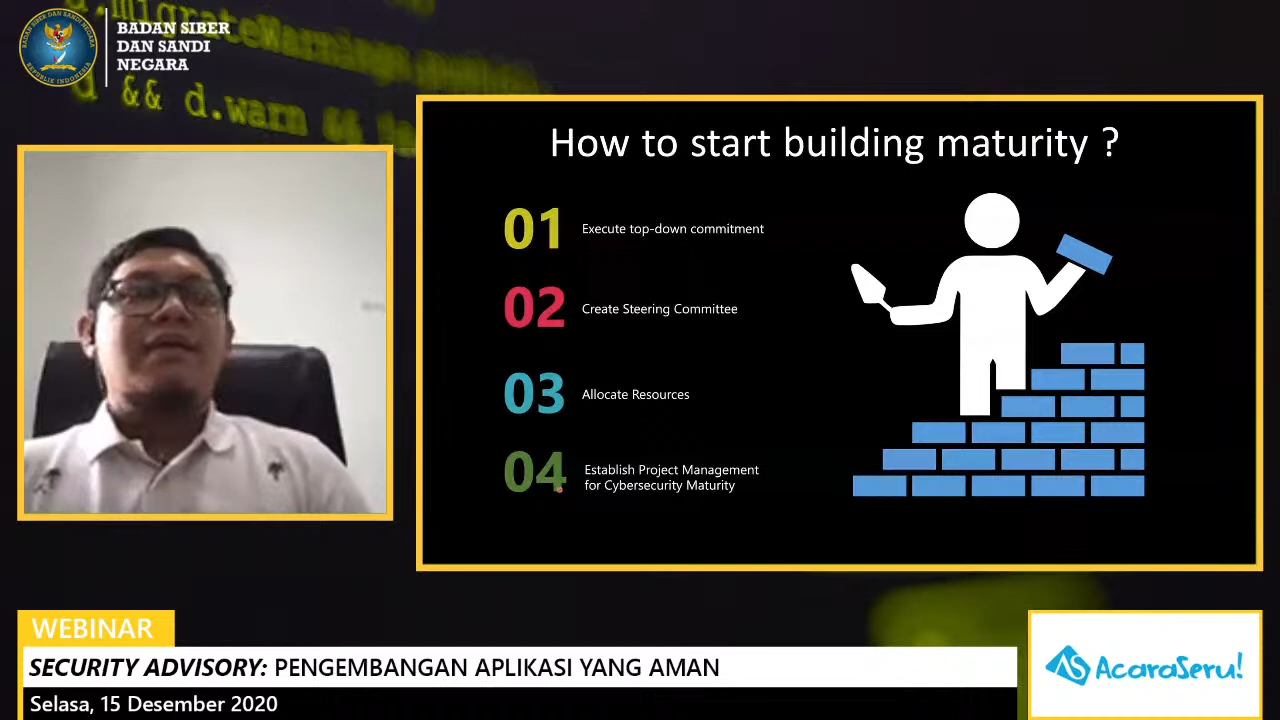 BADAN SIBER
DAN SANDI
NEGARA
d.migrateWarnings
d && d.warn &&
How to start building maturity ?
01
Execute top-down commitment
02
Create Steering Committee
03
Allocate Resources
04
Establish Project Management
for Cybersecurity Maturity
WEBINAR
SECURITY ADVISORY: PENGEMBANGAN APLIKASI YANG AMAN
Selasa, 15 Desember 2020
AcaraSeru!